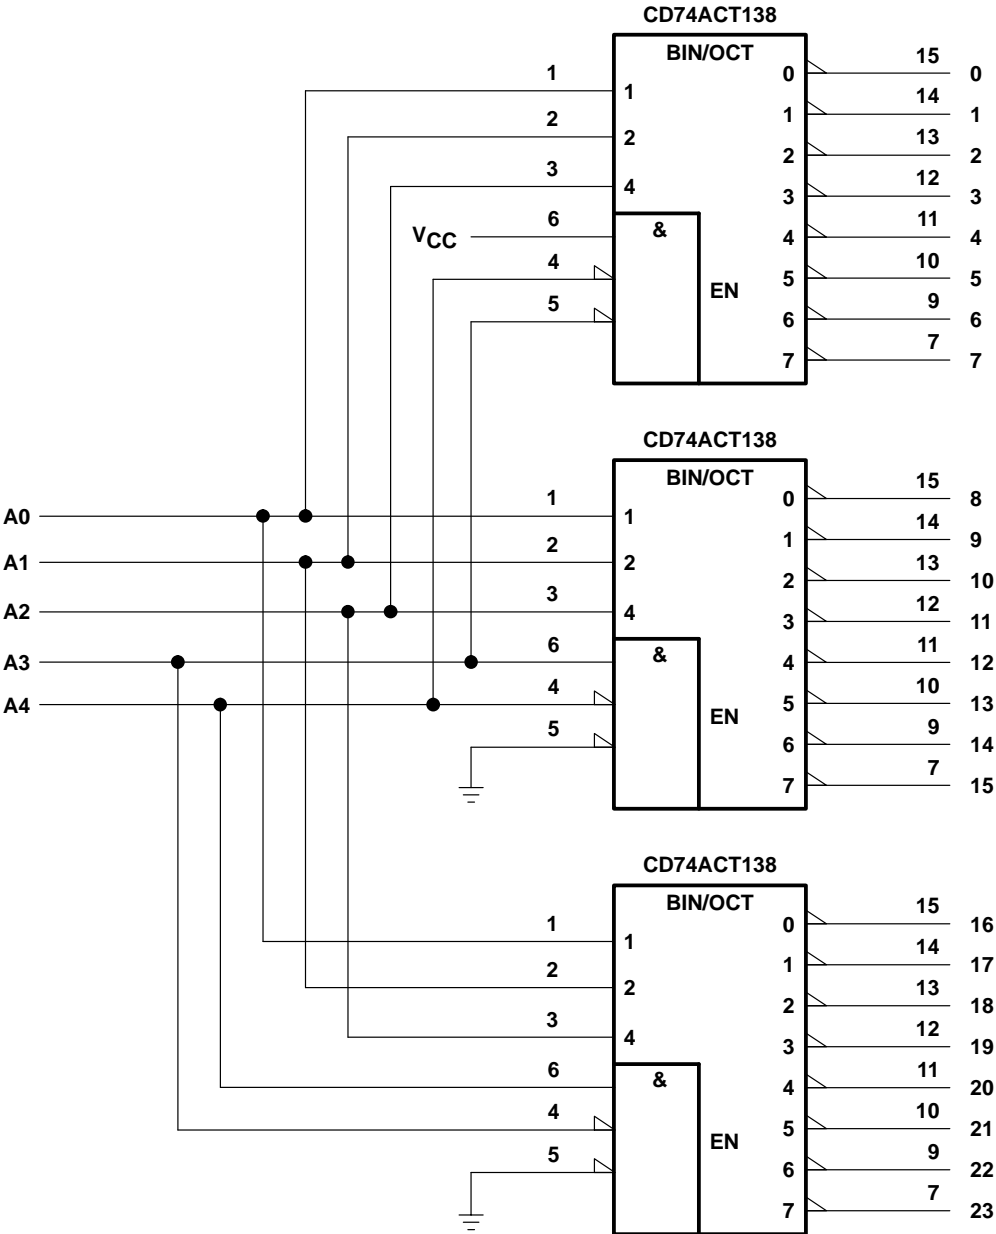 CD74ACT138
BIN/OCT
1 1 0 15 0
2 2 1 14 1
3 4 2 13 2
3 12 3
VCC 6 & 4 11 4
4 EN 5 10 5
5 6 9 6
7 7 7
CD74ACT138
BIN/OCT
A0 1 1 0 15 8
1 14 9
A1 2 2 2 13 10
A2 3 4 3 12 11
A3 6 & 4 11 12
A4 4 EN 5 10 13
5 6 9 14
7 7 15
CD74ACT138
BIN/OCT
1 1 0 15 16
2 2 1 14 17
2 13 18
3 4 3 12 19
6 & 4 11 20
4 EN 5 10 21
5 6 9 22
7 7 23